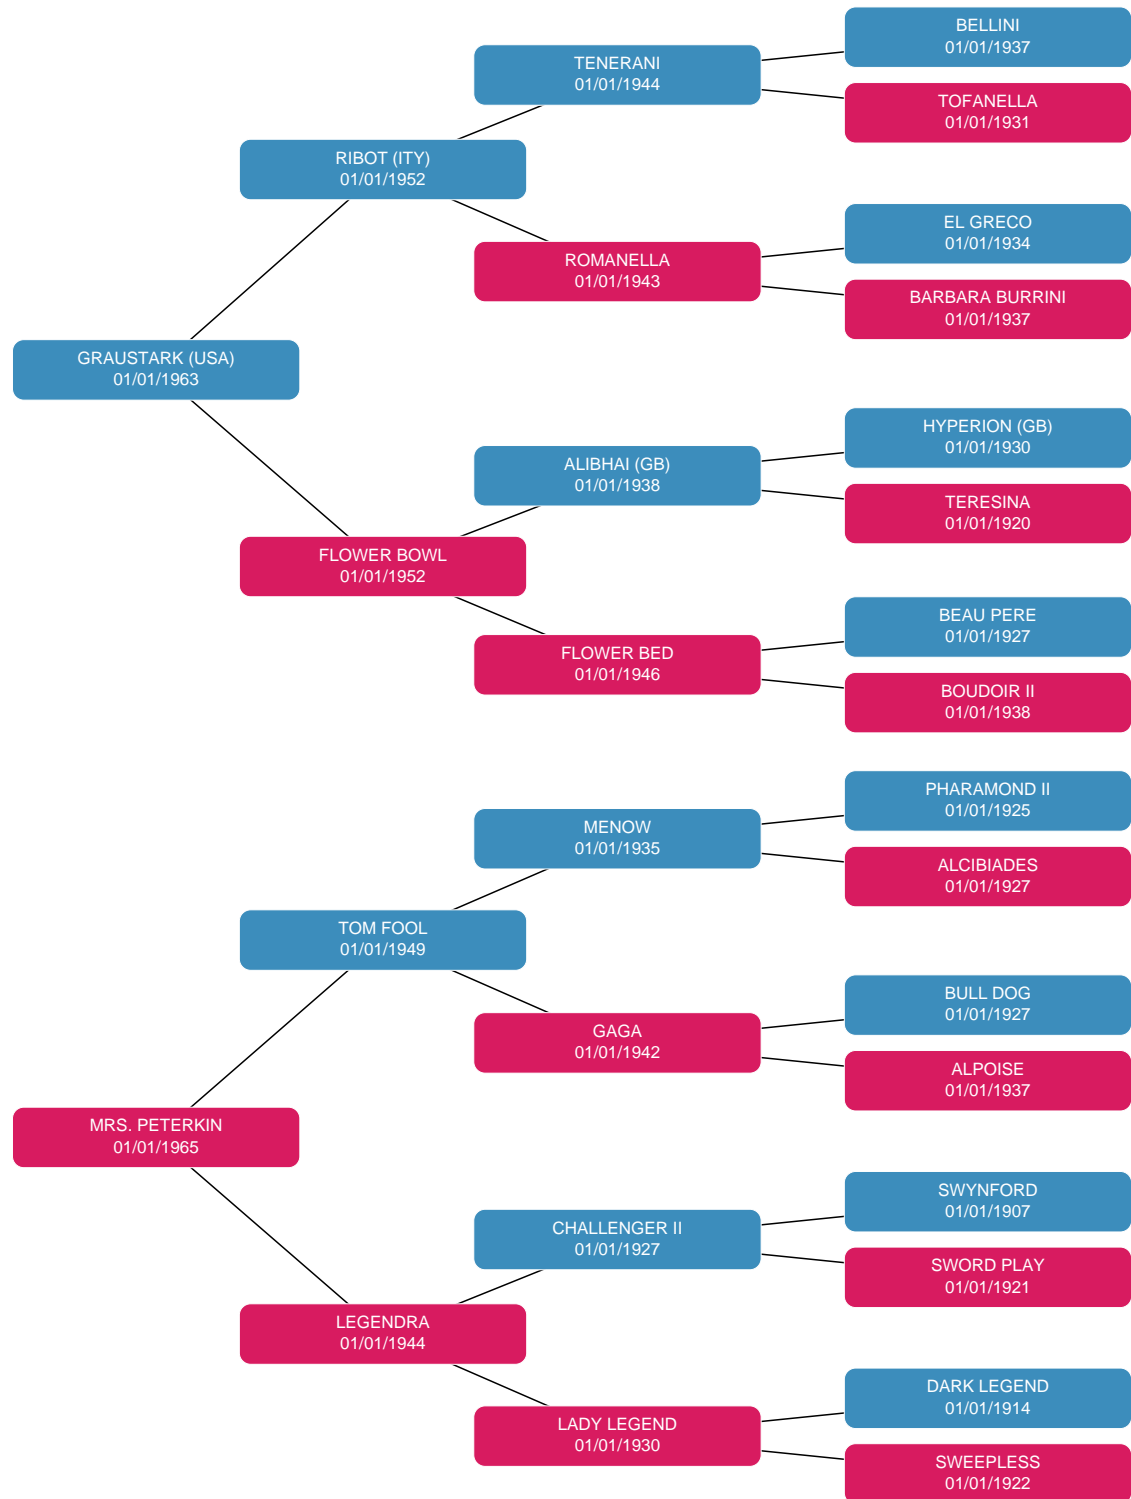 BELLINI
01/01/1937
TENERANI
01/01/1944
TOFANELLA
01/01/1931
RIBOT (ITY)
01/01/1952
EL GRECO
01/01/1934
ROMANELLA
01/01/1943
BARBARA BURRINI
01/01/1937
GRAUSTARK (USA)
01/01/1963
HYPERION (GB)
01/01/1930
ALIBHAI (GB)
01/01/1938
TERESINA
01/01/1920
FLOWER BOWL
01/01/1952
BEAU PERE
01/01/1927
FLOWER BED
01/01/1946
BOUDOIR II
01/01/1938
PHARAMOND II
01/01/1925
MENOW
01/01/1935
ALCIBIADES
01/01/1927
TOM FOOL
01/01/1949
BULL DOG
01/01/1927
GAGA
01/01/1942
ALPOISE
01/01/1937
MRS. PETERKIN
01/01/1965
SWYNFORD
01/01/1907
CHALLENGER II
01/01/1927
SWORD PLAY
01/01/1921
LEGENDRA
01/01/1944
DARK LEGEND
01/01/1914
LADY LEGEND
01/01/1930
SWEEPLESS
01/01/1922